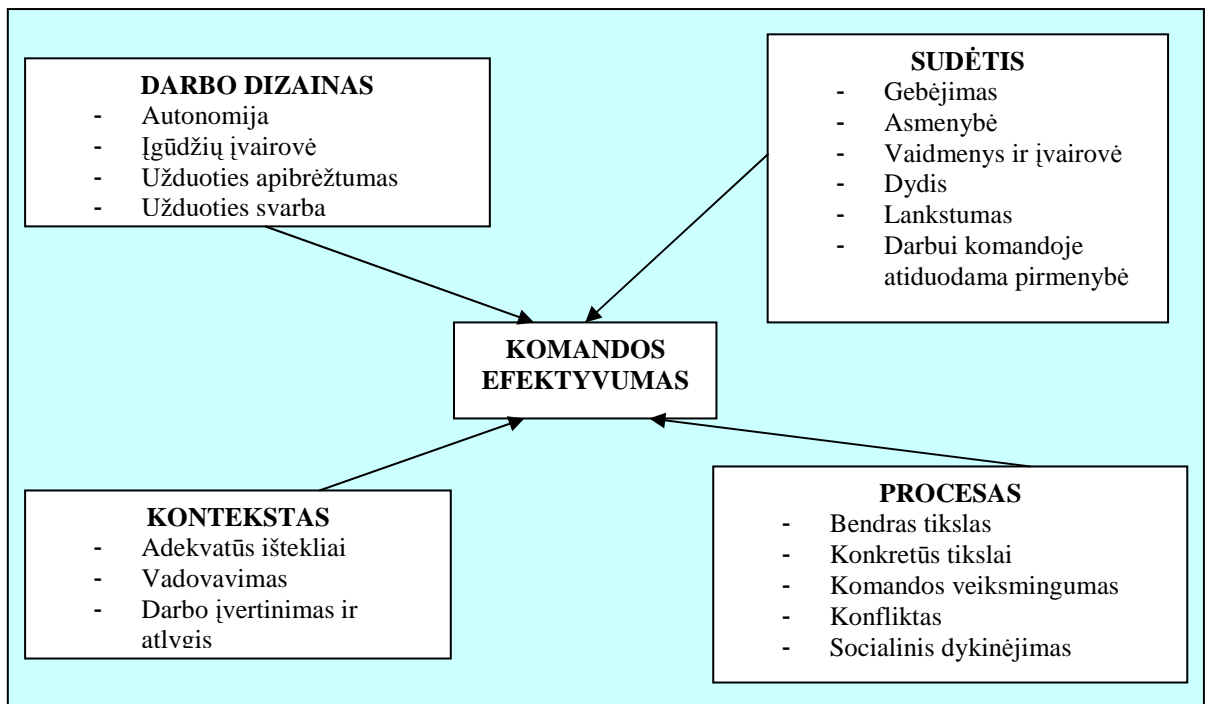 DARBO DIZAINAS
- Autonomija
- Įgūdžių įvairovė
- Užduoties apibrėžtumas
- Užduoties svarba
SUDĖTIS
- Gebėjimas
- Asmenybė
- Vaidmenys ir įvairovė
- Dydis
- Lankstumas
- Darbui komandoje
atiduodama pirmenybė
KOMANDOS
EFEKTYVUMAS
KONTEKSTAS
- Adekvatūs ištekliai
- Vadovavimas
- Darbo įvertinimas ir
atlygis
PROCESAS
- Bendras tikslas
- Konkretūs tikslai
- Komandos veiksmingumas
- Konfliktas
- Socialinis dykinėjimas